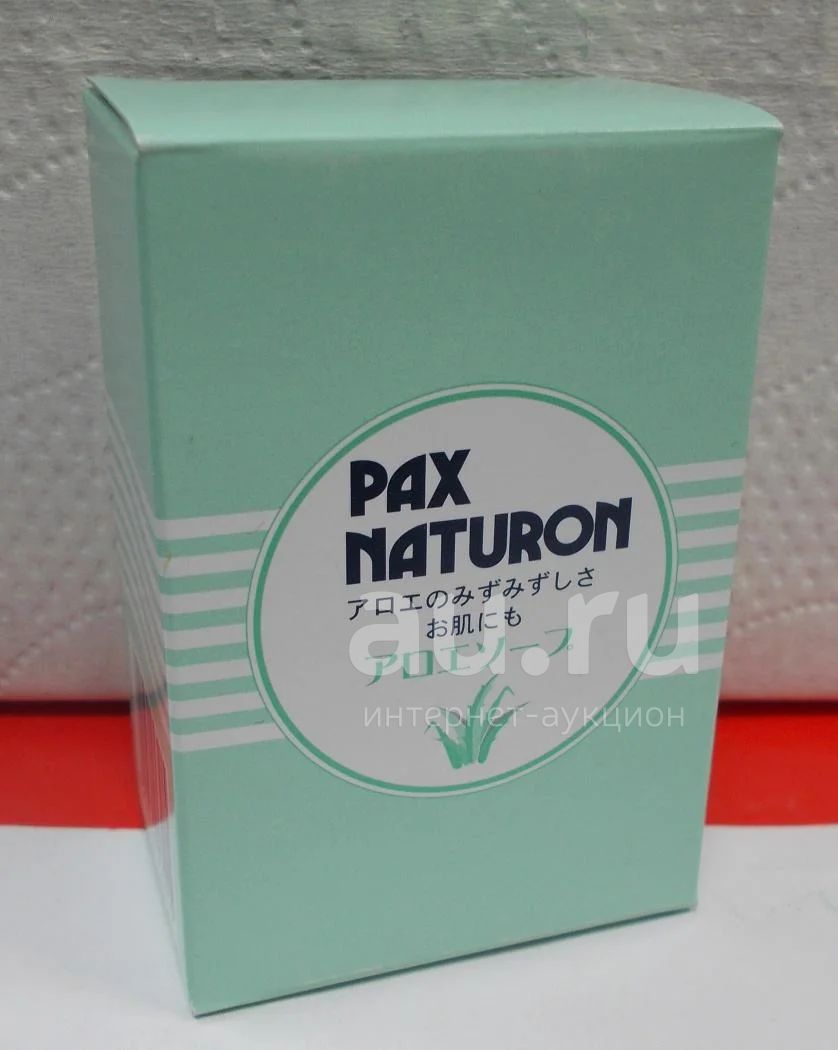 PAX
NATURON
アロエのみずみずしさ
お肌にも
アロエソープ
au.ru
интернет-аукцион